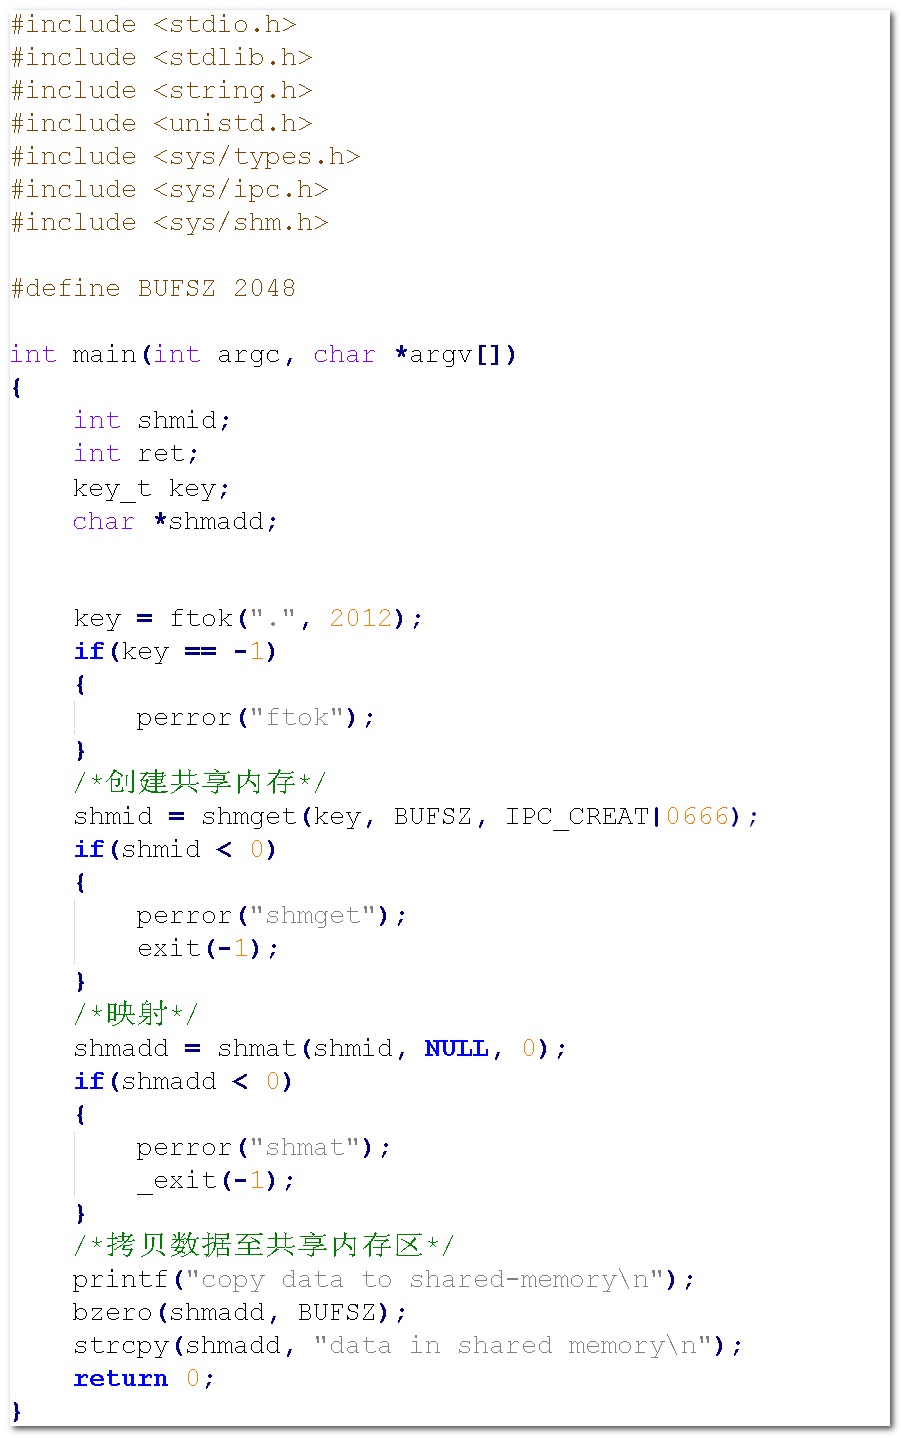 #include <stdio.h>
#include <stdlib.h>
#include <string.h>
#include <unistd.h>
#include <sys/types.h>
#include <sys/ipc.h>
#include <sys/shm.h>

#define BUFSZ 2048

int main(int argc, char *argv[])
{
    int shmid;
    int ret;
    key_t key;
    char *shmadd;


    key = ftok(".", 2012);
    if(key == -1)
    {
        perror("ftok");
    }
    /*创建共享内存*/
    shmid = shmget(key, BUFSZ, IPC_CREAT|0666);
    if(shmid < 0)
    {
        perror("shmget");
        exit(-1);
    }
    /*映射*/
    shmadd = shmat(shmid, NULL, 0);
    if(shmadd < 0)
    {
        perror("shmat");
        _exit(-1);
    }
    /*拷贝数据至共享内存区*/
    printf("copy data to shared-memory\n");
    bzero(shmadd, BUFSZ);
    strcpy(shmadd, "data in shared memory\n");
    return 0;
}